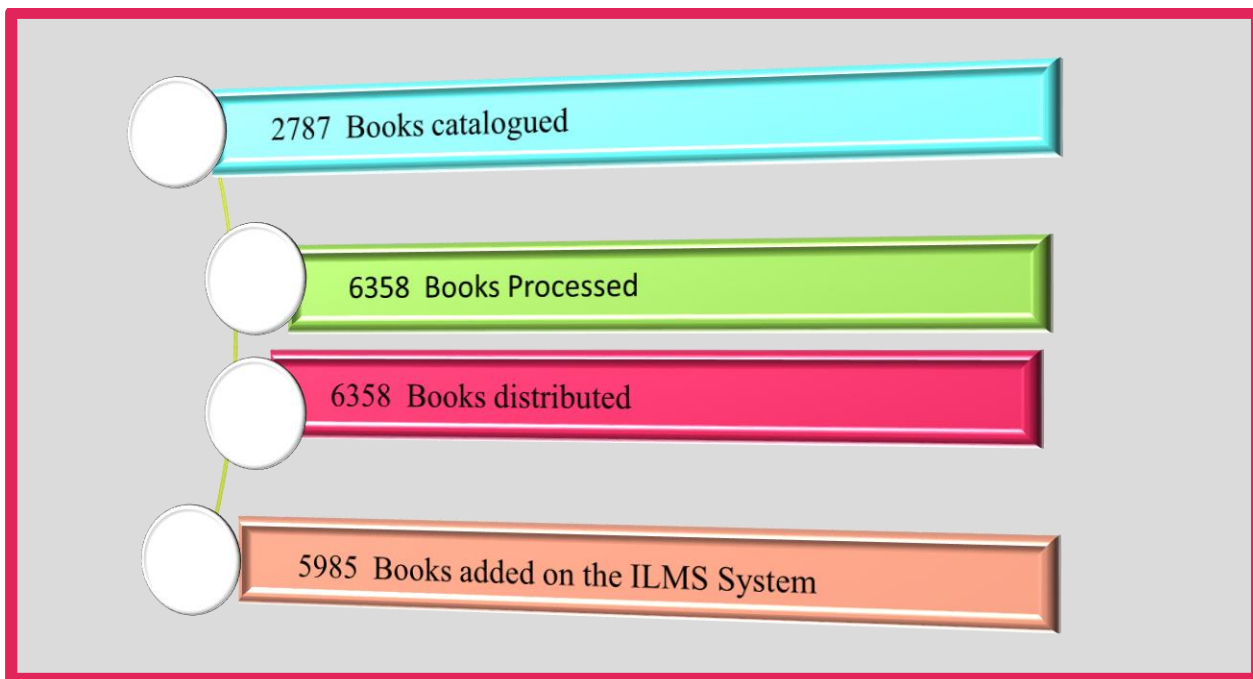 2787 Books catalogued
6358 Books Processed
6358 Books distributed
5985 Books added on the ILMS System